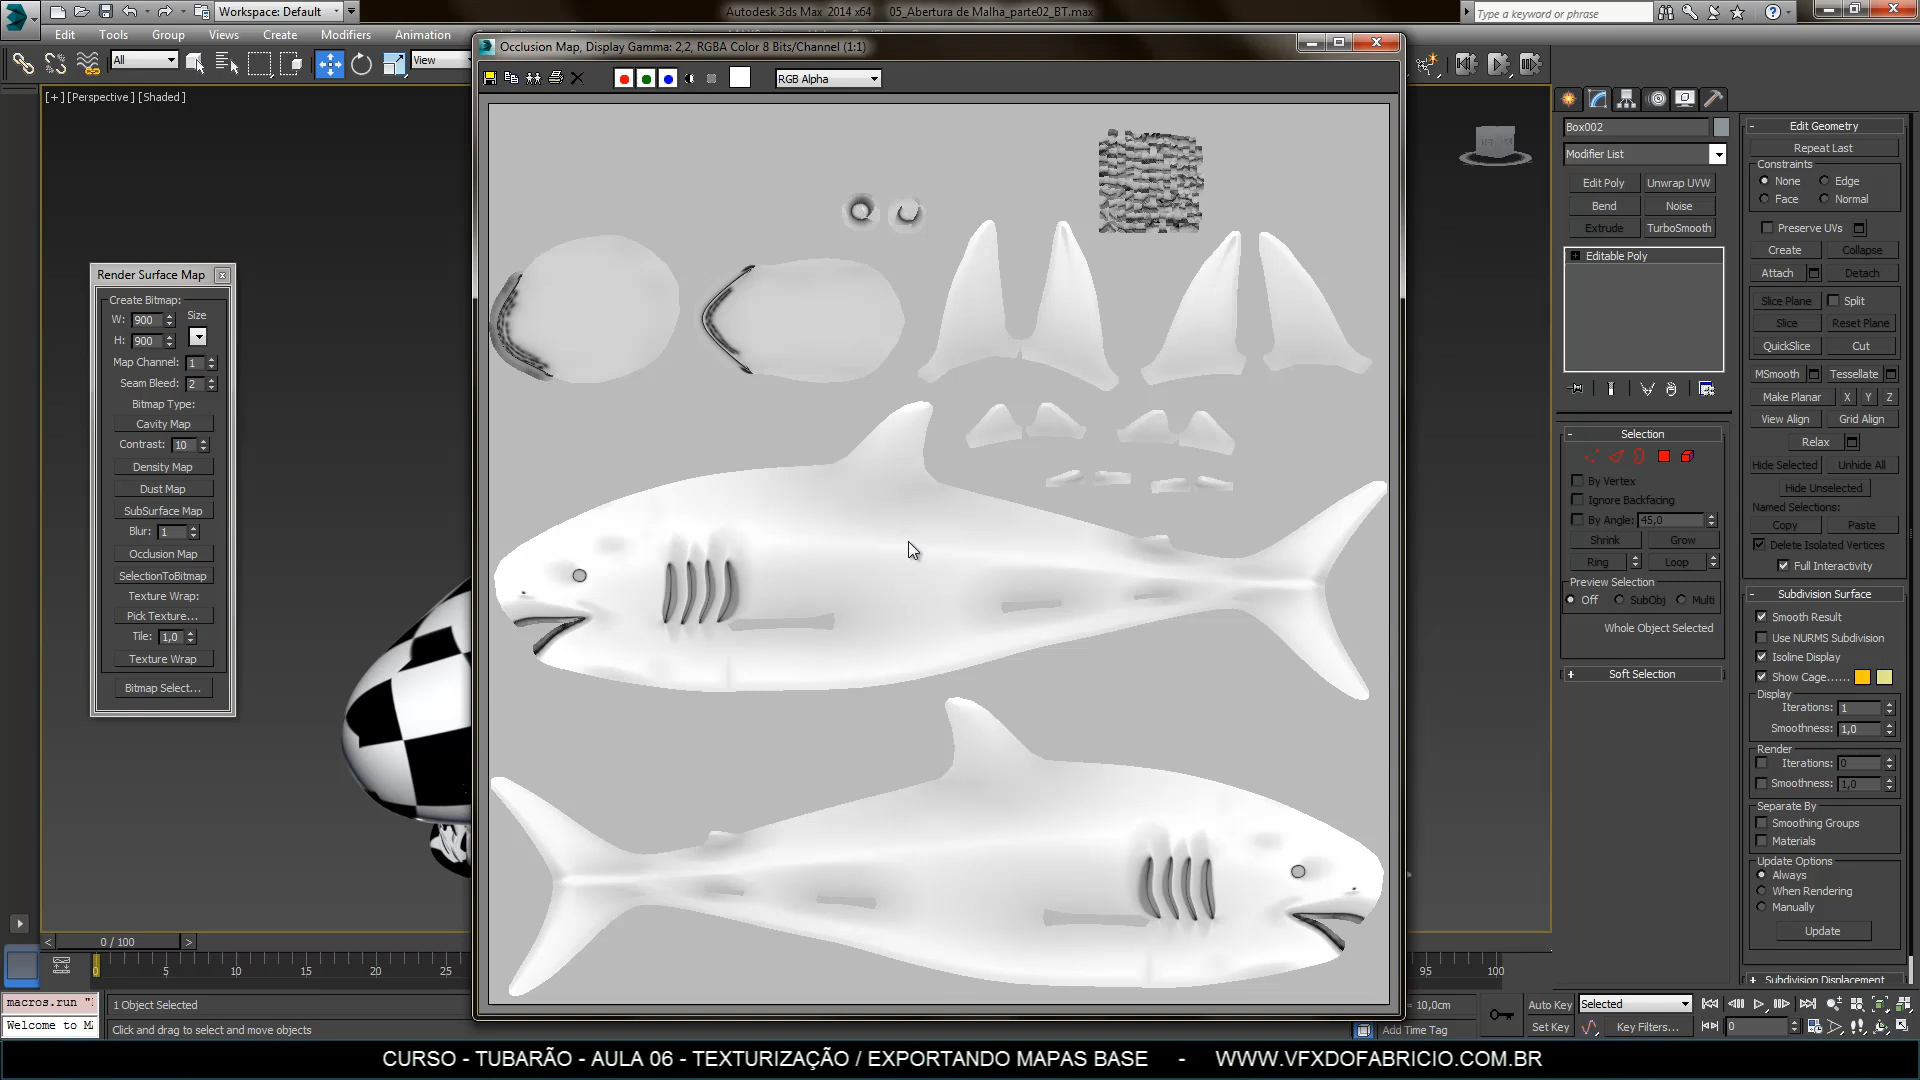 Workspace: Default
Autodesk 3ds Max 2014 x64 05_Abertura de Malha_parte02_BT.max
Type a keyword or phrase
Edit Tools Group Views Create Modifiers Animation
All
View
[+] [Perspective] [Shaded]
Occlusion Map, Display Gamma: 2,2, RGBA Color 8 Bits/Channel (1:1)
RGB Alpha
Render Surface Map
Create Bitmap:
W: 900 Size
H: 900
Map Channel: 1
Seam Bleed: 2
Bitmap Type:
Cavity Map
Contrast: 10
Density Map
Dust Map
SubSurface Map
Blur: 1
Occlusion Map
SelectionToBitmap
Texture Wrap:
Pick Texture...
Tile: 1,0
Texture Wrap
Bitmap Select...
Box002
Modifier List
Edit Poly Unwrap UVW
Bend Noise
Extrude TurboSmooth
Editable Poly
Selection
By Vertex
Ignore Backfacing
By Angle: 45,0
Shrink Grow
Ring Loop
Preview Selection
Off SubObj Multi
Whole Object Selected
Soft Selection
Edit Geometry
Repeat Last
Constraints
None Edge
Face Normal
Preserve UVs
Create Collapse
Attach Detach
Slice Plane Split
Slice Reset Plane
QuickSlice Cut
MSmooth Tessellate
Make Planar X Y Z
View Align Grid Align
Relax
Hide Selected Unhide All
Hide Unselected
Named Selections:
Copy Paste
Delete Isolated Vertices
Full Interactivity
Subdivision Surface
Smooth Result
Use NURMS Subdivision
Isoline Display
Show Cage......
Display
Iterations: 1
Smoothness: 1,0
Render
Iterations: 0
Smoothness: 1,0
Separate By
Smoothing Groups
Materials
Update Options
Always
When Rendering
Manually
Update
Subdivision Displacement
0 / 100
0 5 10 15 20 25 95 100
macros.run "
Welcome to
1 Object Selected
Click and drag to select and move objects
= 10,0cm
Add Time Tag
Auto Key Selected
Set Key Key Filters...
0
CURSO - TUBARÃO - AULA 06 - TEXTURIZAÇÃO / EXPORTANDO MAPAS BASE - WWW.VFXDOFABRICIO.COM.BR